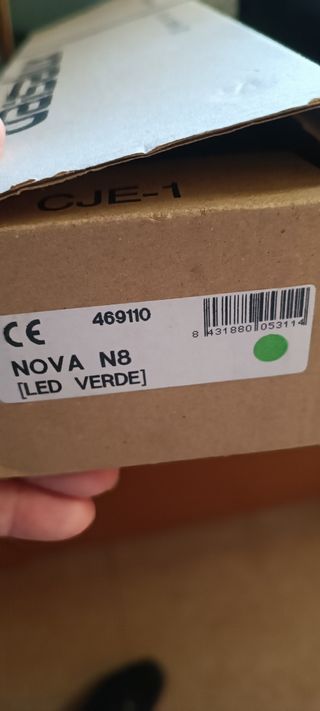 CJE-1
CE 469110
8 431880 053114
NOVA N8
[LED VERDE]